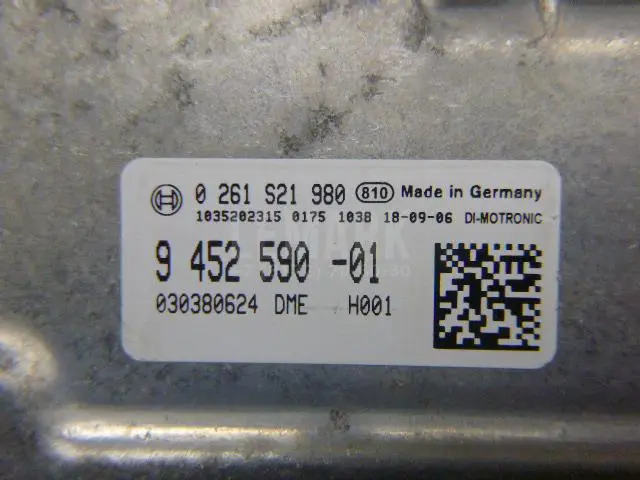 0 261 S21 980 810 Made in Germany
1035202315 0175 1038 18-09-06 DI-MOTRONIC
9 452 590 -01
030380624 DME H001